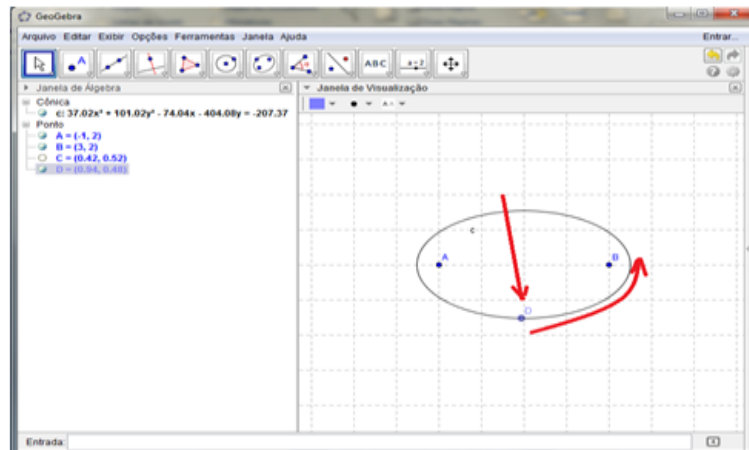 GeoGebra
Arquivo Editar Exibir Opções Ferramentas Janela Ajuda
Entrar...
A
ABC
a=2
Janela de Álgebra
Janela de Visualização
Cônica
c: 37.02x² + 101.02y² - 74.04x - 404.08y = -207.37
Ponto
A = (-1, 2)
B = (3, 2)
C = (0.42, 0.52)
D = (0.94, 0.48)
c
A
B
D
Entrada: